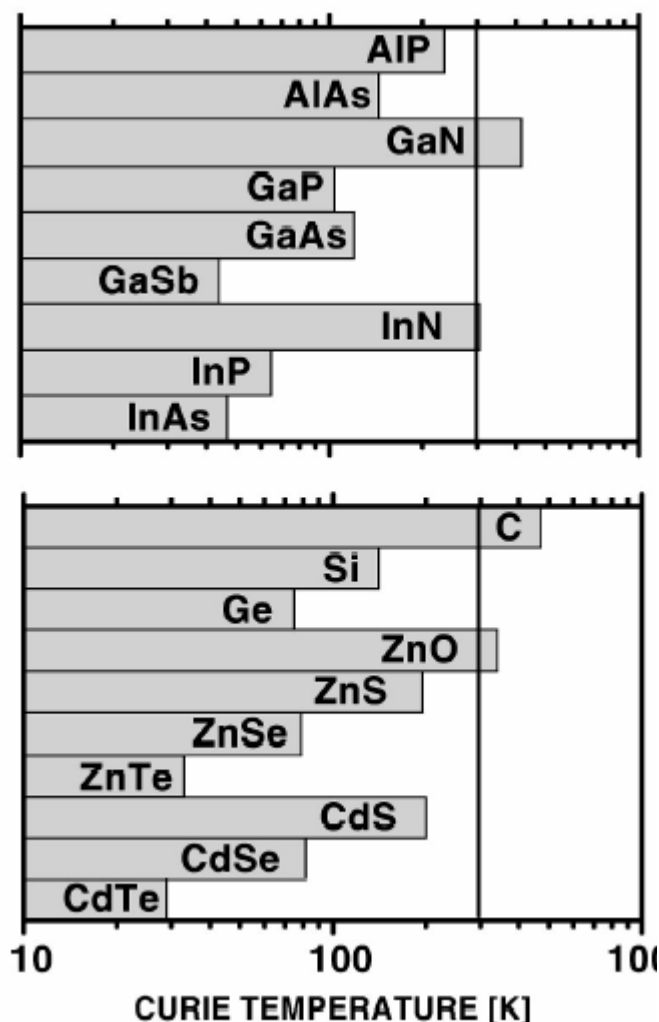 AlP
AlAs
GaN
GaP
GaAs
GaSb
InN
InP
InAs
C
Si
Ge
ZnO
ZnS
ZnSe
ZnTe
CdS
CdSe
CdTe
10 100 100
CURIE TEMPERATURE [K]